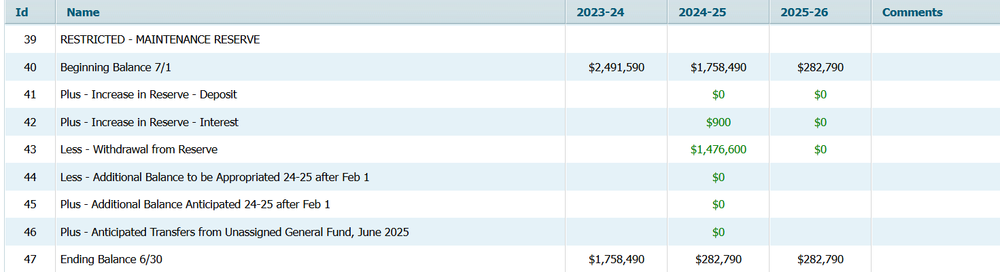 Id Name 2023-24 2024-25 2025-26 Comments
39 RESTRICTED - MAINTENANCE RESERVE
40 Beginning Balance 7/1 $2,491,590 $1,758,490 $282,790
41 Plus - Increase in Reserve - Deposit $0 $0
42 Plus - Increase in Reserve - Interest $900 $0
43 Less - Withdrawal from Reserve $1,476,600 $0
44 Less - Additional Balance to be Appropriated 24-25 after Feb 1 $0
45 Plus - Additional Balance Anticipated 24-25 after Feb 1 $0
46 Plus - Anticipated Transfers from Unassigned General Fund, June 2025 $0
47 Ending Balance 6/30 $1,758,490 $282,790 $282,790